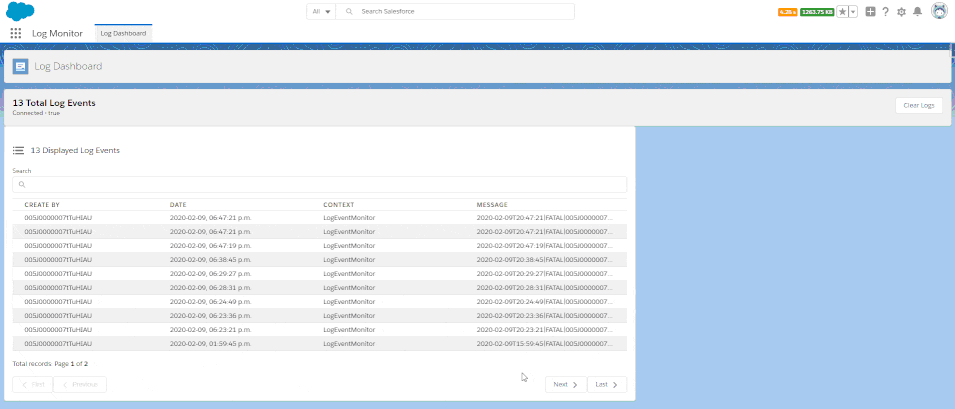 All Search Salesforce 4.26 s 1263.75 KB
Log Monitor Log Dashboard
Log Dashboard
13 Total Log Events
Connected : true
Clear Logs
13 Displayed Log Events
Search
CREATE BY DATE CONTEXT MESSAGE
005J0000007tTuHIAU 2020-02-09, 06:47:21 p.m. LogEventMonitor 2020-02-09T20:47:21|FATAL|005J0000007...
005J0000007tTuHIAU 2020-02-09, 06:47:21 p.m. LogEventMonitor 2020-02-09T20:47:21|FATAL|005J0000007...
005J0000007tTuHIAU 2020-02-09, 06:47:19 p.m. LogEventMonitor 2020-02-09T20:47:19|FATAL|005J0000007...
005J0000007tTuHIAU 2020-02-09, 06:38:45 p.m. LogEventMonitor 2020-02-09T20:38:45|FATAL|005J0000007...
005J0000007tTuHIAU 2020-02-09, 06:29:27 p.m. LogEventMonitor 2020-02-09T20:29:27|FATAL|005J0000007...
005J0000007tTuHIAU 2020-02-09, 06:28:31 p.m. LogEventMonitor 2020-02-09T20:28:31|FATAL|005J0000007...
005J0000007tTuHIAU 2020-02-09, 06:24:49 p.m. LogEventMonitor 2020-02-09T20:24:49|FATAL|005J0000007...
005J0000007tTuHIAU 2020-02-09, 06:23:36 p.m. LogEventMonitor 2020-02-09T20:23:36|FATAL|005J0000007...
005J0000007tTuHIAU 2020-02-09, 06:23:21 p.m. LogEventMonitor 2020-02-09T20:23:21|FATAL|005J0000007...
005J0000007tTuHIAU 2020-02-09, 01:59:45 p.m. LogEventMonitor 2020-02-09T15:59:45|FATAL|005J0000007...
Total records: Page 1 of 2
First Previous Next Last